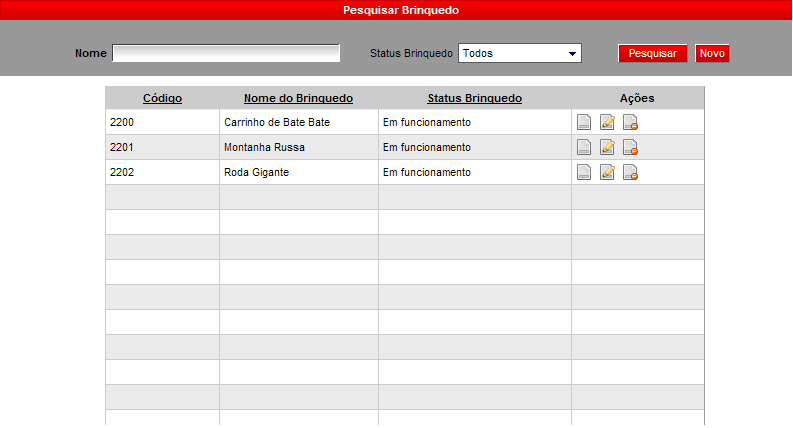 Pesquisar Brinquedo
Nome Status Brinquedo Todos Pesquisar Novo
Código Nome do Brinquedo Status Brinquedo Ações
2200 Carrinho de Bate Bate Em funcionamento
2201 Montanha Russa Em funcionamento
2202 Roda Gigante Em funcionamento